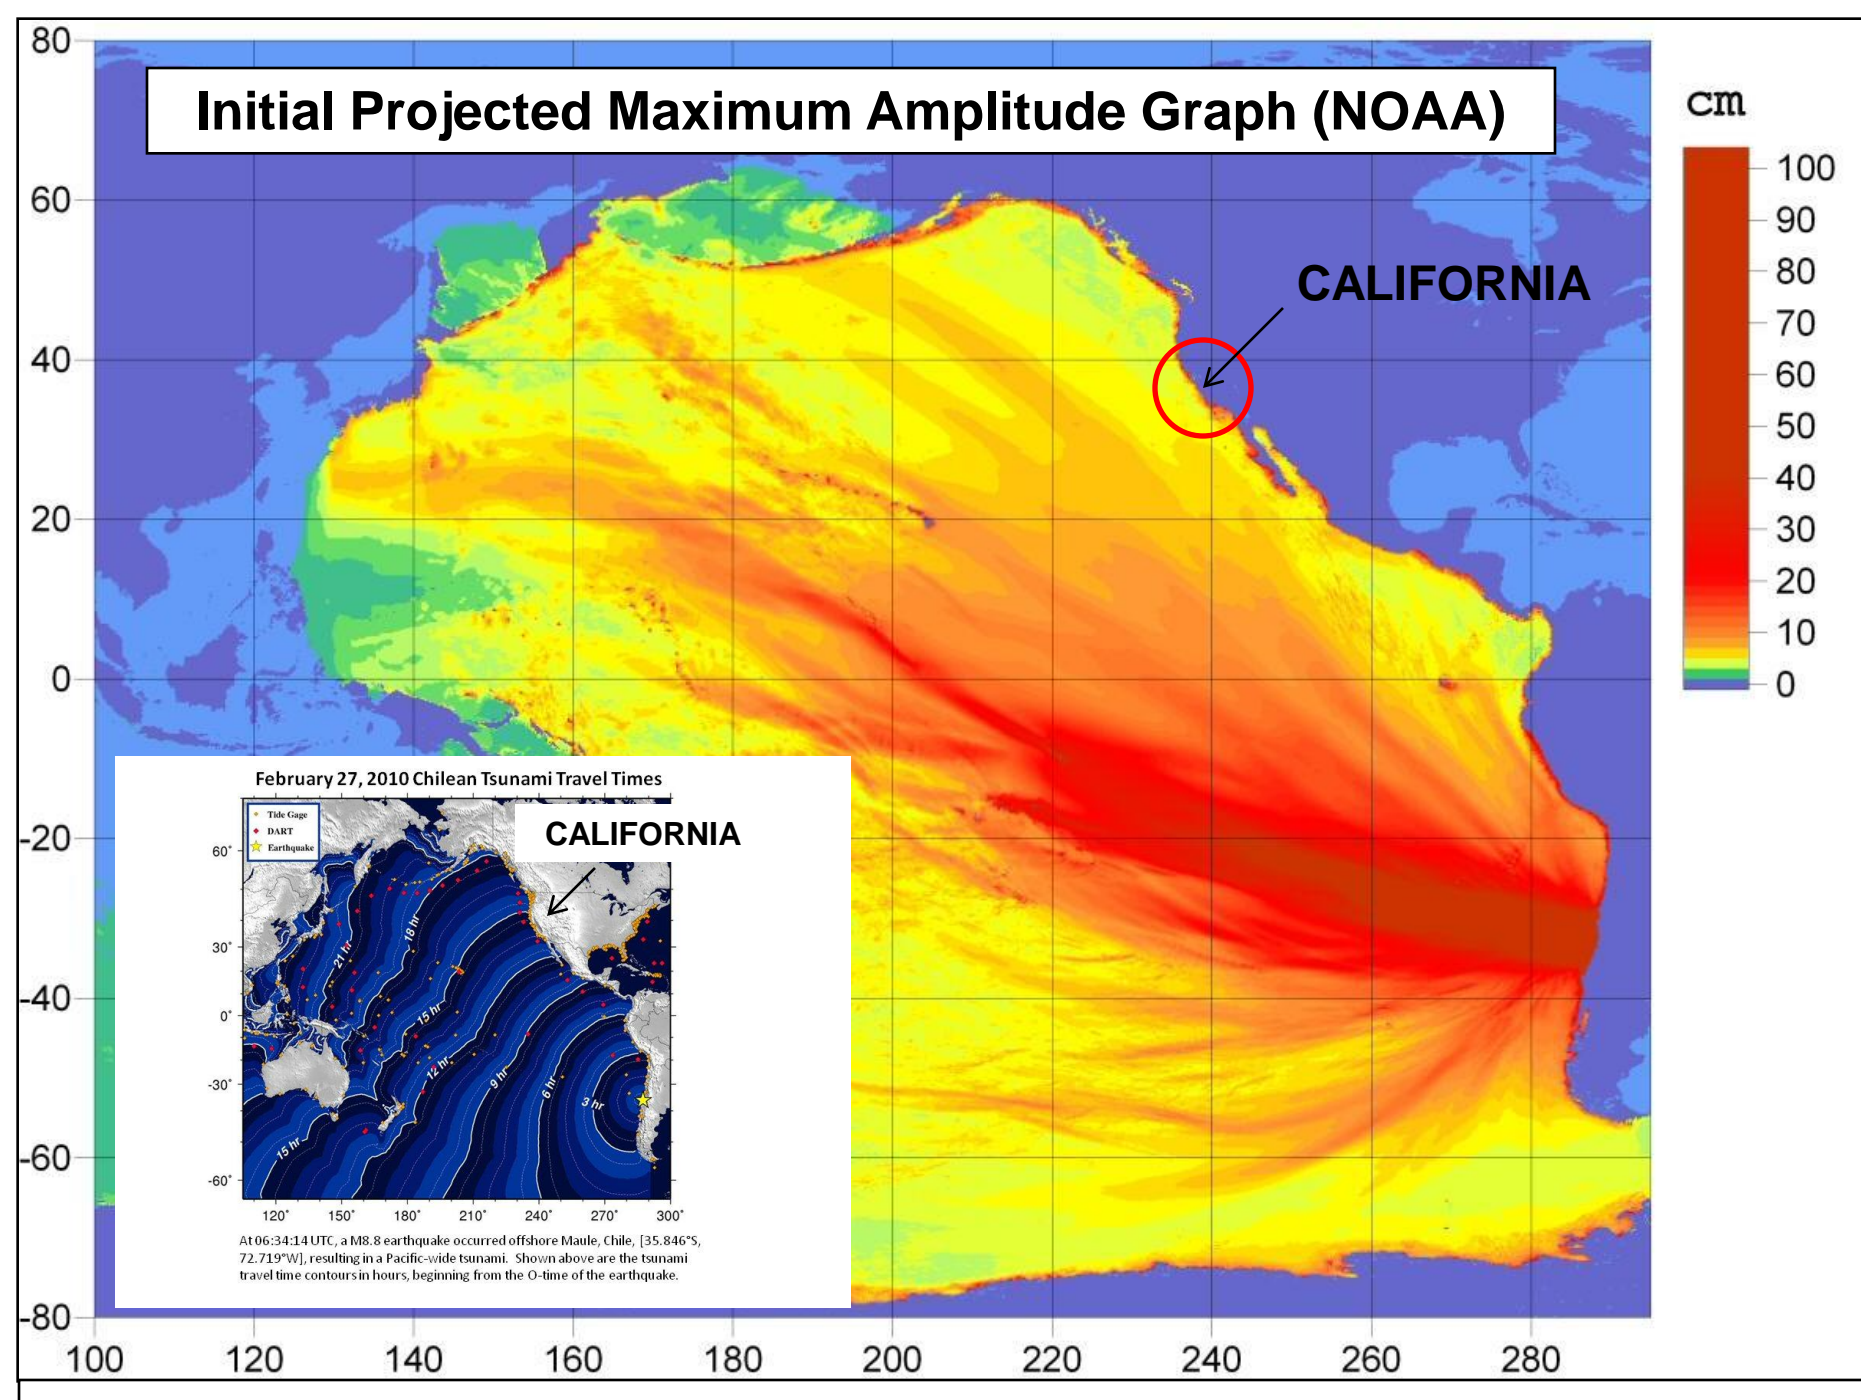 Initial Projected Maximum Amplitude Graph (NOAA)
cm
100
90
80
70
60
50
40
30
20
10
0
CALIFORNIA
80
60
40
20
0
-20
-40
-60
-80
100 120 140 160 180 200 220 240 260 280
February 27, 2010 Chilean Tsunami Travel Times
Tide Gage
DART
Earthquake
CALIFORNIA
60°
30°
0°
-30°
-60°
21 hr
18 hr
15 hr
12 hr
9 hr
6 hr
3 hr
15 hr
120° 150° 180° 210° 240° 270° 300°
At 06:34:14 UTC, a M8.8 earthquake occurred offshore Maule, Chile, [35.846°S,
72.719°W], resulting in a Pacific-wide tsunami. Shown above are the tsunami
travel time contours in hours, beginning from the O-time of the earthquake.